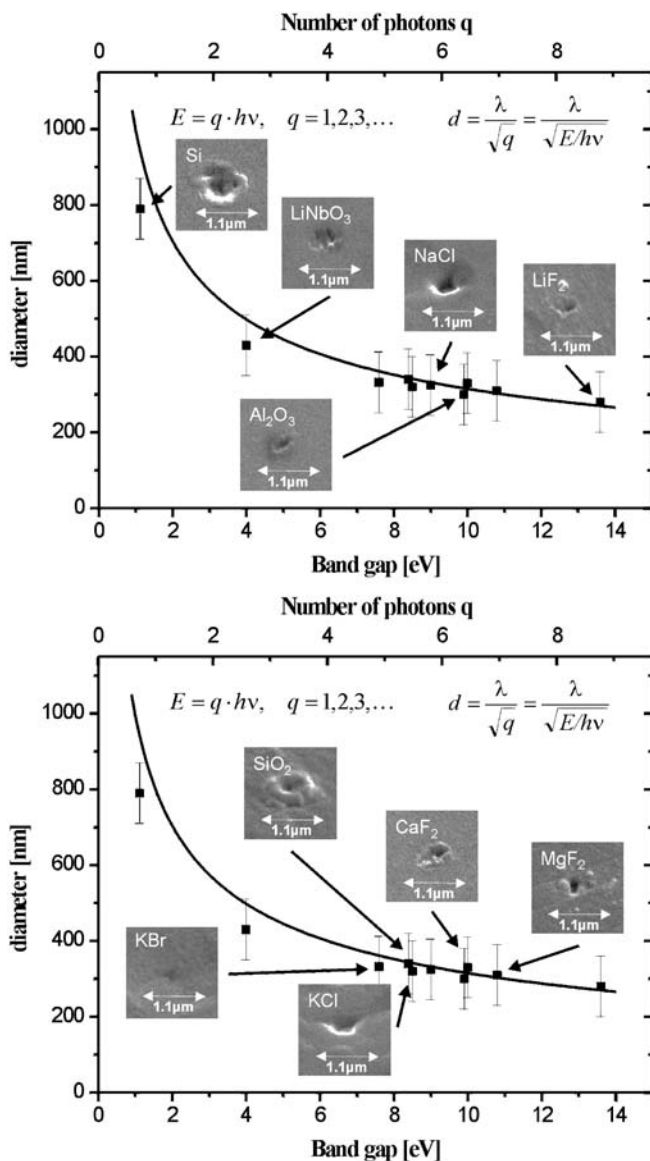 Number of photons q
0 2 4 6 8
E = q · hν, q = 1,2,3,… d = λ/√q = λ/√E/hν
1000
800
600
400
200
0
diameter [nm]
Si
1.1µm
LiNbO₃
1.1µm
NaCl
1.1µm
LiF₂
1.1µm
Al₂O₃
1.1µm
0 2 4 6 8 10 12 14
Band gap [eV]
Number of photons q
0 2 4 6 8
E = q · hν, q = 1,2,3,… d = λ/√q = λ/√E/hν
1000
800
600
400
200
0
diameter [nm]
SiO₂
1.1µm
CaF₂
1.1µm
MgF₂
1.1µm
KBr
1.1µm
KCl
1.1µm
0 2 4 6 8 10 12 14
Band gap [eV]